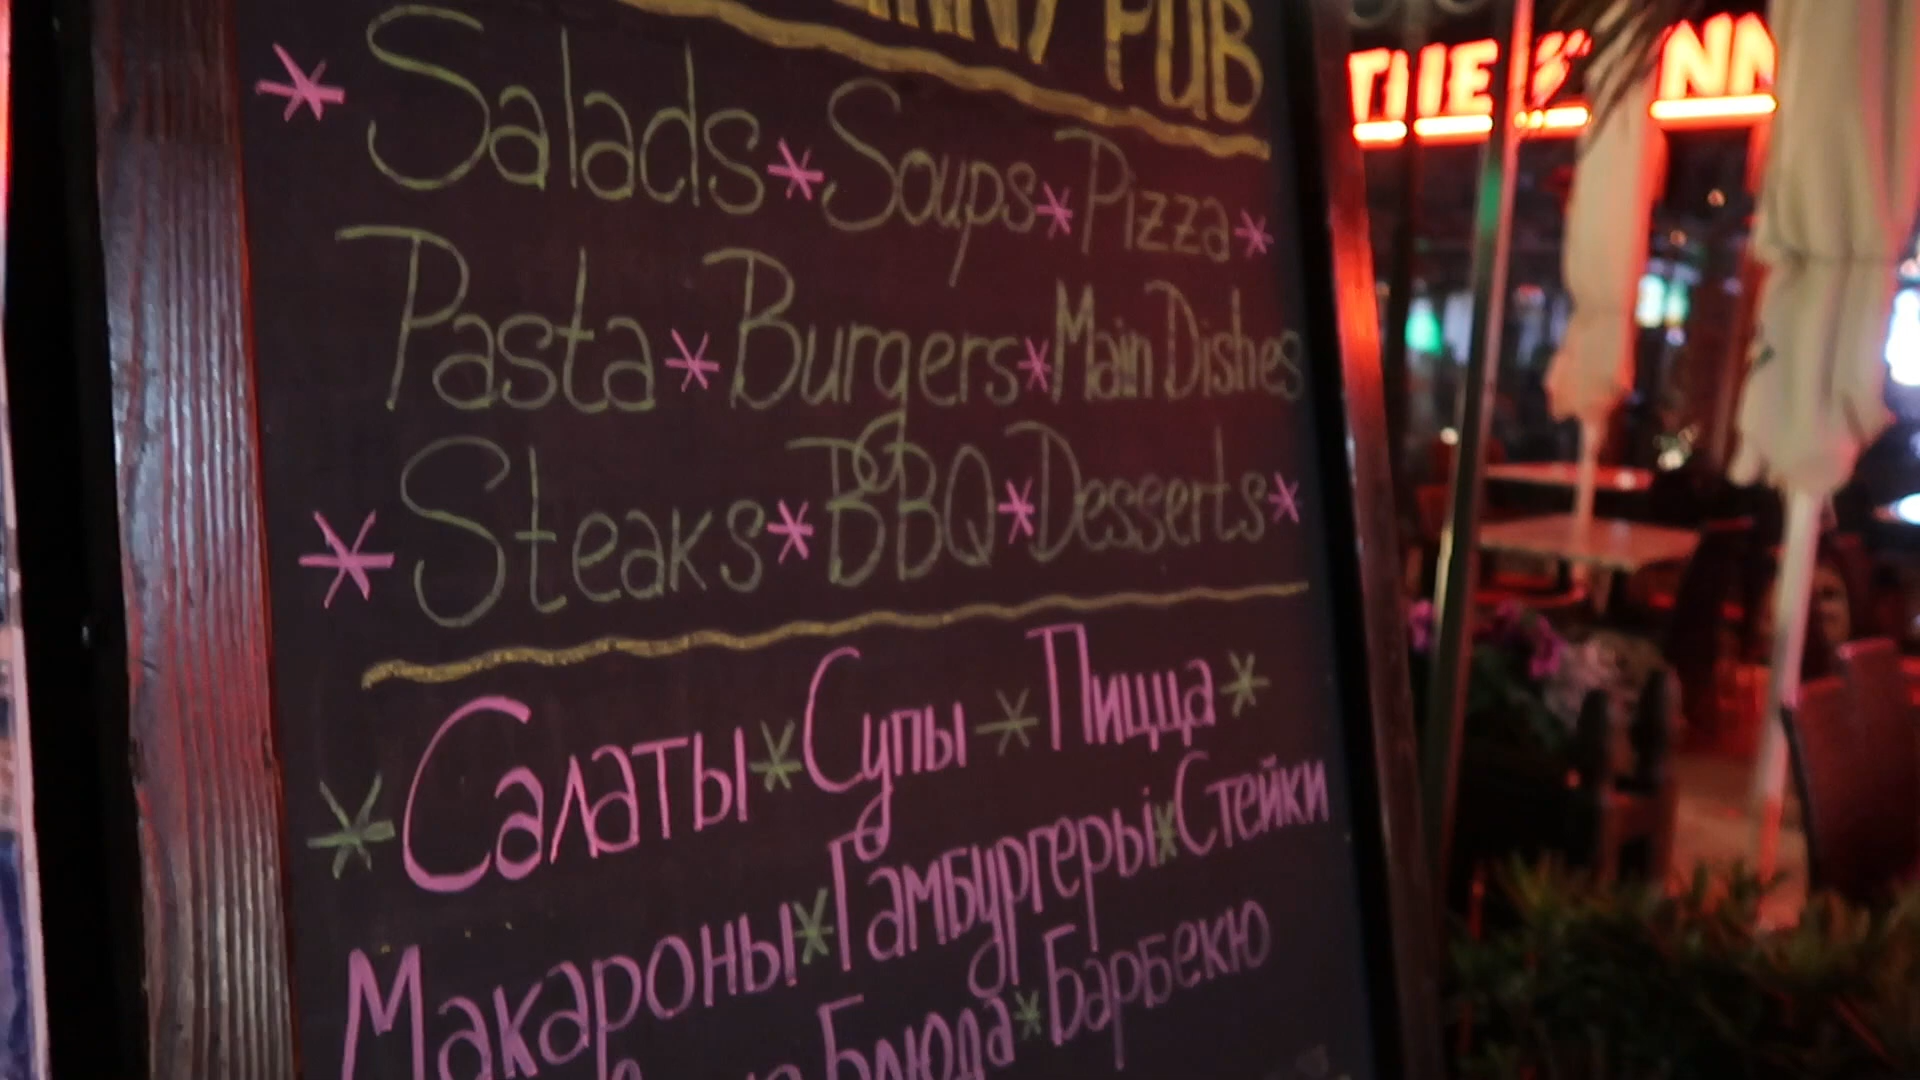 PUB
* Salads * Soups * Pizza *
Pasta * Burgers * Main Dishes
* Steaks * BBQ * Desserts *
* Салаты * Супы * Пицца *
Макароны * Гамбургеры * Стейки
Блюда * Барбекю
THE